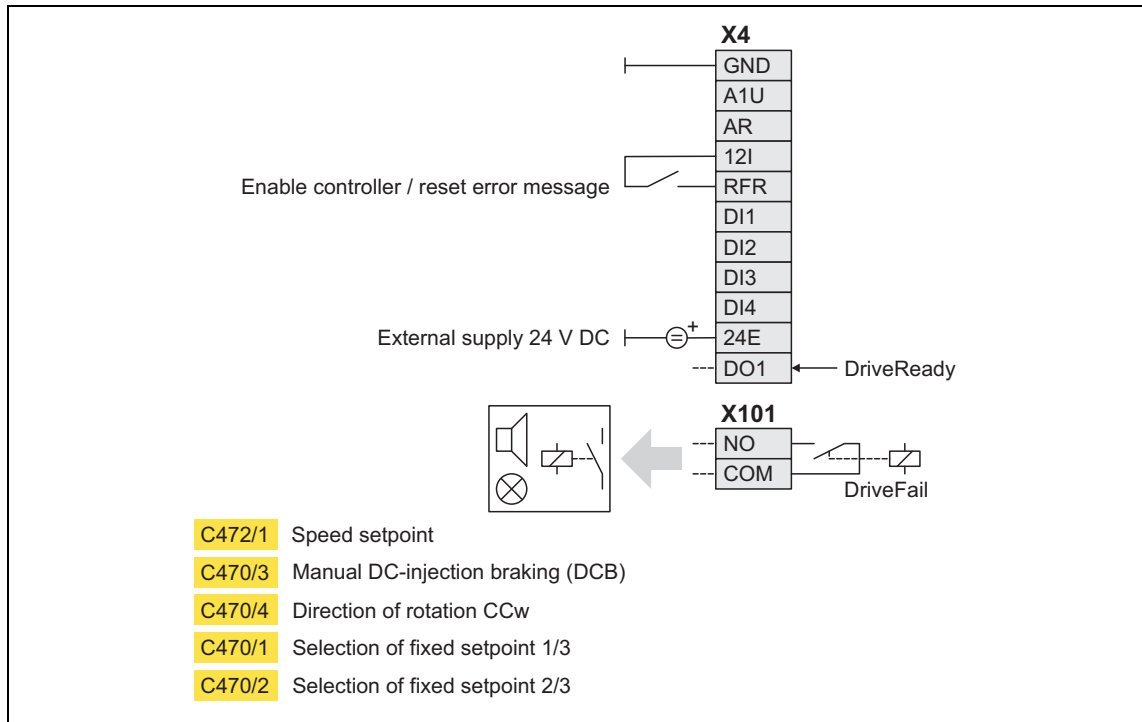 X4
GND
A1U
AR
12I
Enable controller / reset error message RFR
DI1
DI2
DI3
DI4
External supply 24 V DC + 24E
DO1 DriveReady
X101
NO
COM
DriveFail
C472/1 Speed setpoint
C470/3 Manual DC-injection braking (DCB)
C470/4 Direction of rotation CCw
C470/1 Selection of fixed setpoint 1/3
C470/2 Selection of fixed setpoint 2/3